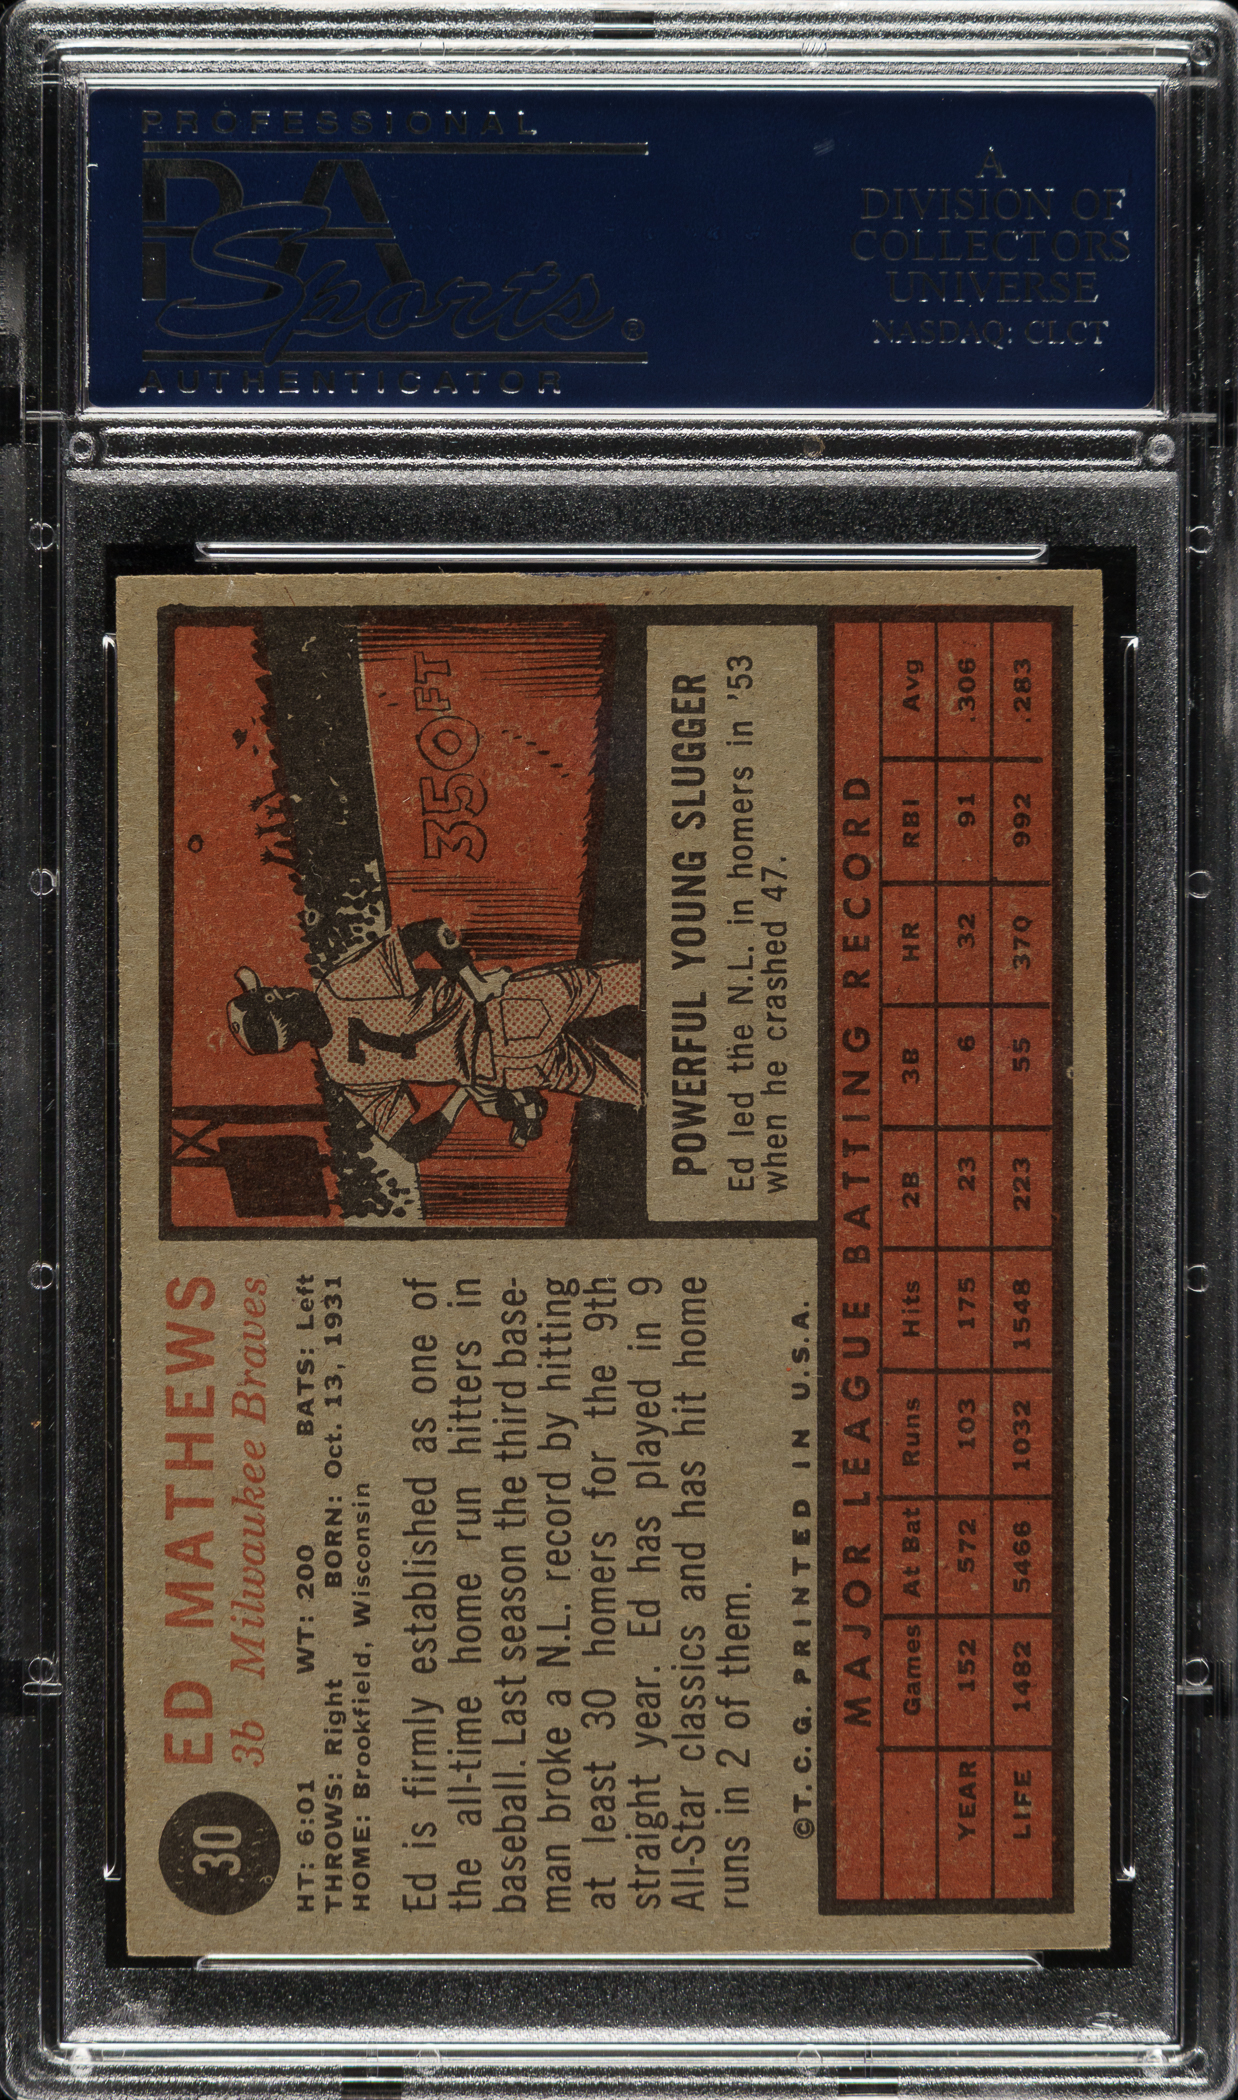 PROFESSIONAL
PSA
Sports®
AUTHENTICATOR
A
DIVISION OF
COLLECTORS
UNIVERSE
NASDAQ: CLCT
30
ED MATHEWS
3b Milwaukee Braves
HT: 6:01 WT: 200 BATS: Left
THROWS: Right BORN: Oct. 13, 1931
HOME: Brookfield, Wisconsin
Ed is firmly established as one of
the all-time home run hitters in
baseball. Last season the third base-
man broke a N.L. record by hitting
at least 30 homers for the 9th
straight year. Ed has played in 9
All-Star classics and has hit home
runs in 2 of them.
©T.C.G. PRINTED IN U.S.A.
350FT
7
POWERFUL YOUNG SLUGGER
Ed led the N.L. in homers in '53
when he crashed 47.
MAJOR LEAGUE BATTING RECORD
Games At Bat Runs Hits 2B 3B HR RBI Avg
YEAR 152 572 103 175 23 6 32 91 .306
LIFE 1482 5466 1032 1548 223 55 370 992 .283